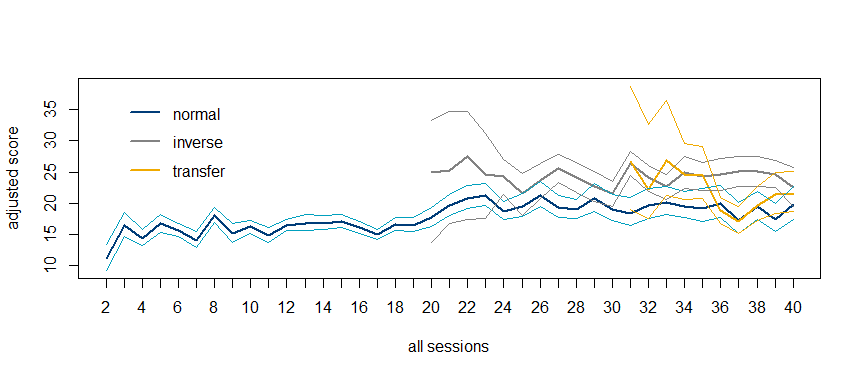 adjusted score
35
30
25
20
15
10
normal
inverse
transfer
2 4 6 8 10 12 14 16 18 20 22 24 26 28 30 32 34 36 38 40
all sessions